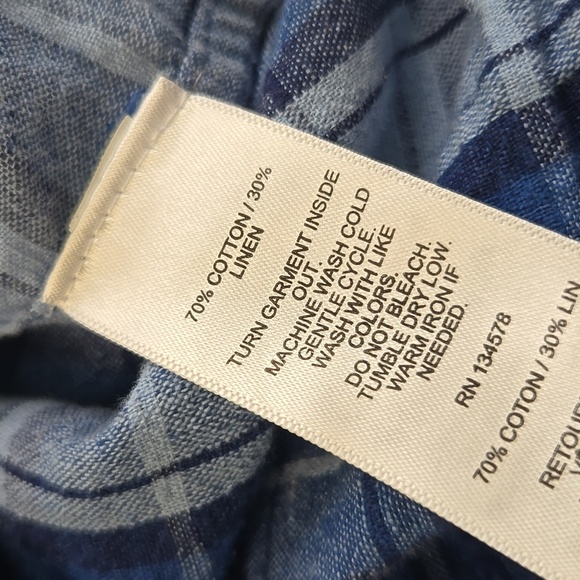 70% COTTON / 30%
LINEN
TURN GARMENT INSIDE
OUT.
MACHINE WASH COLD
GENTLE CYCLE.
WASH WITH LIKE
COLORS.
DO NOT BLEACH.
TUMBLE DRY LOW.
WARM IRON IF
NEEDED.
RN 134578
70% COTON / 30% LIN